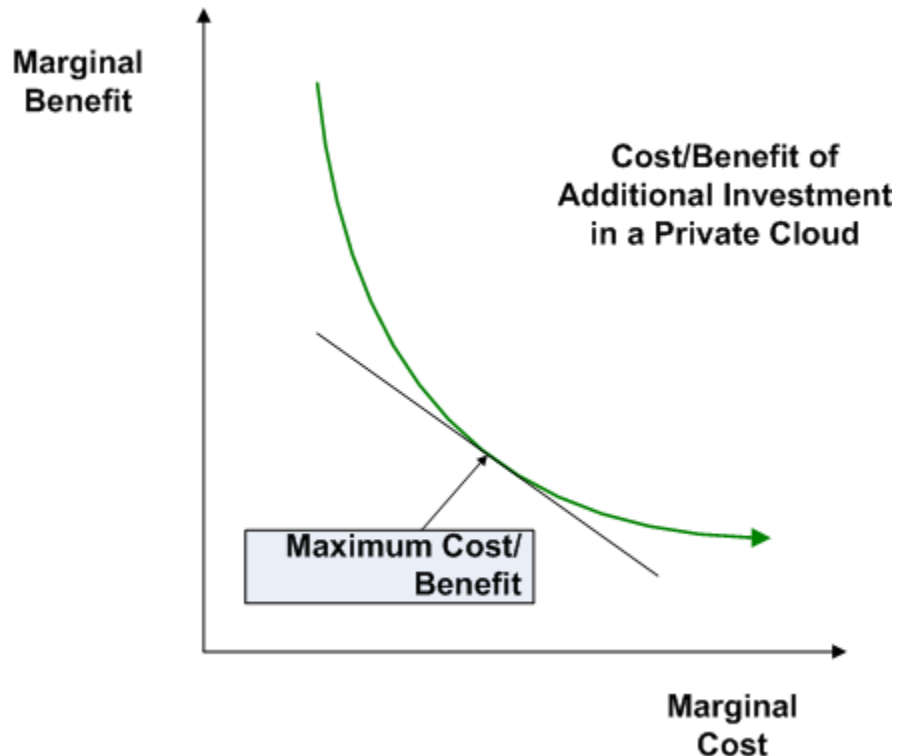 Marginal
Benefit
Cost/Benefit of
Additional Investment
in a Private Cloud
Maximum Cost/
Benefit
Marginal
Cost